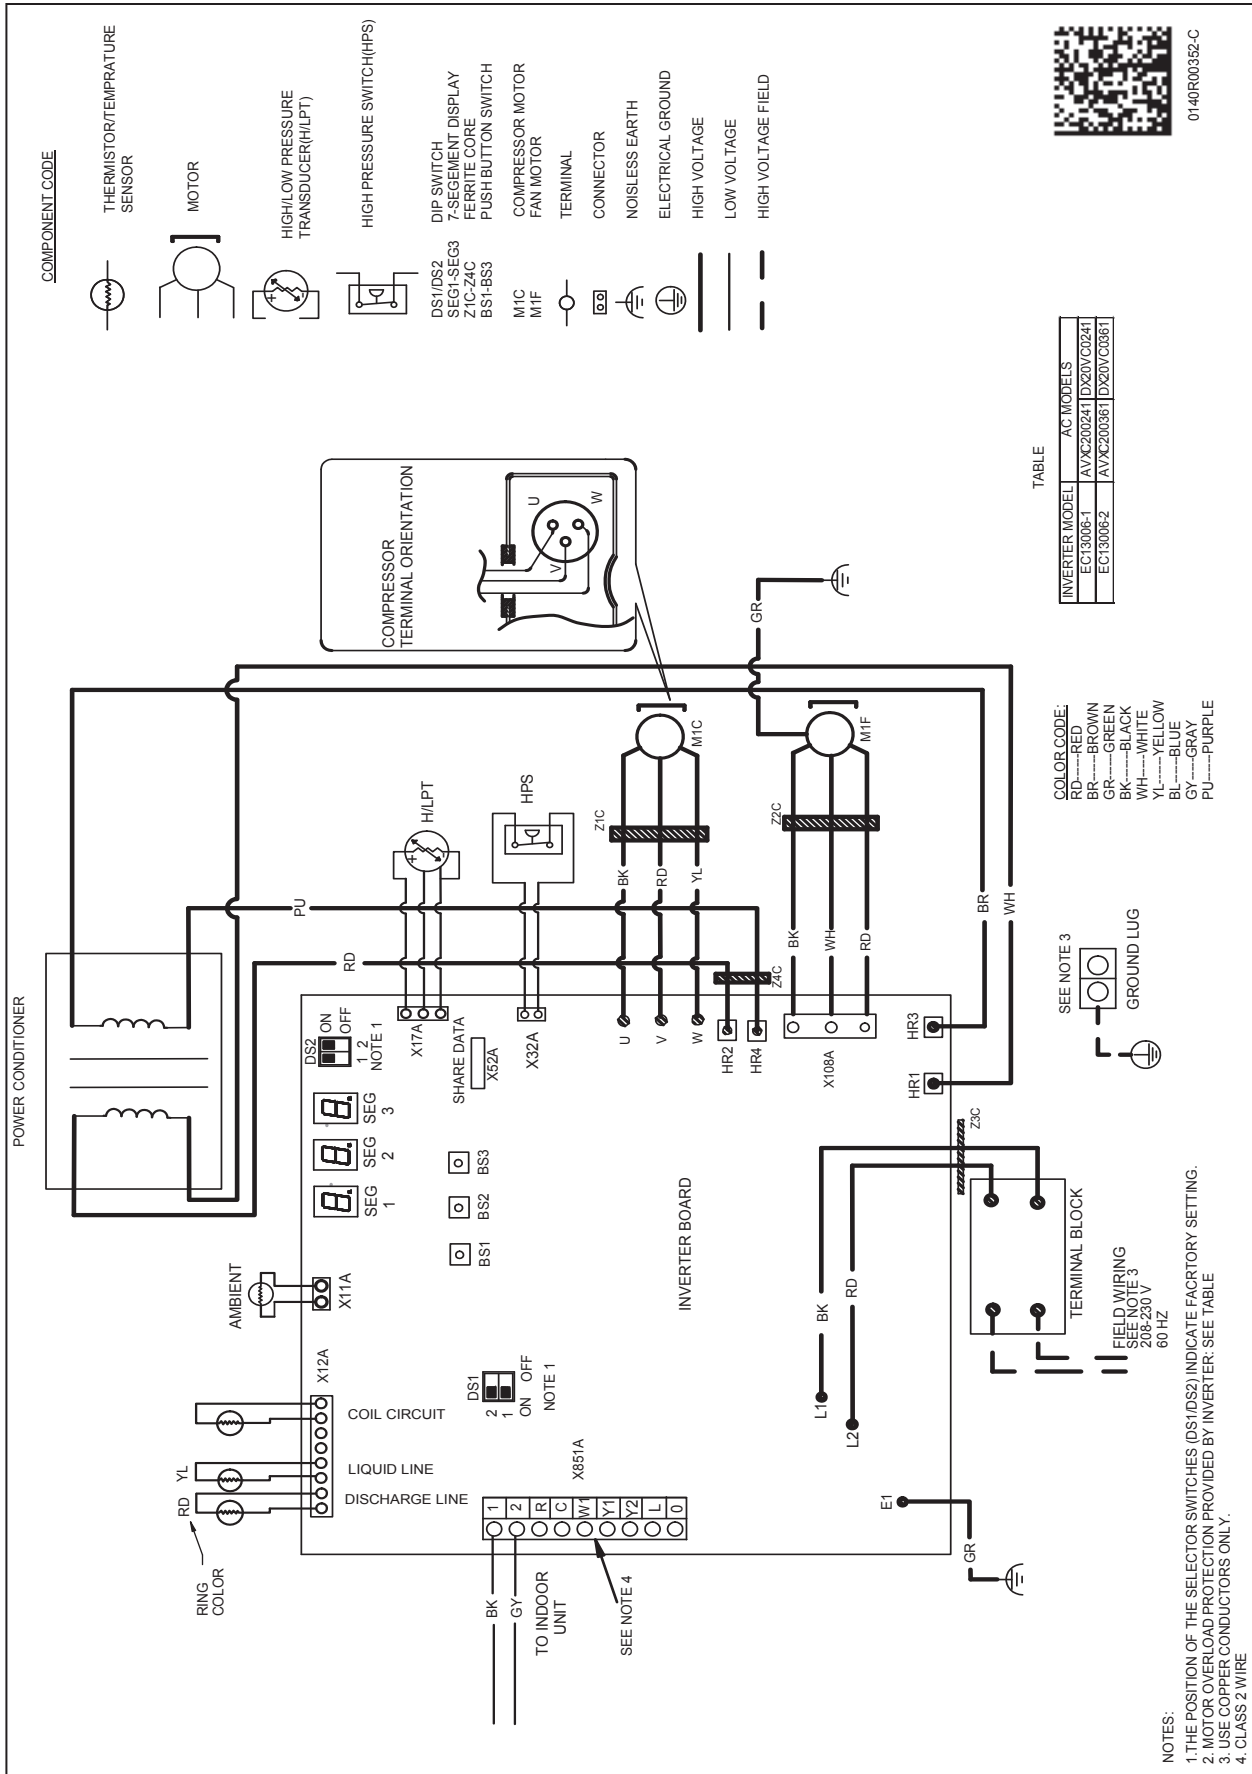 COMPONENT CODE
THERMISTOR/TEMPRATURE
SENSOR
MOTOR
HIGH/LOW PRESSURE
TRANSDUCER(H/LPT)
HIGH PRESSURE SWITCH(HPS)
DS1/DS2 DIP SWITCH
SEG1-SEG3 7-SEGEMENT DISPLAY
Z1C-Z4C FERRITE CORE
BS1-BS3 PUSH BUTTON SWITCH
M1C COMPRESSOR MOTOR
M1F FAN MOTOR
TERMINAL
CONNECTOR
NOISLESS EARTH
ELECTRICAL GROUND
HIGH VOLTAGE
LOW VOLTAGE
HIGH VOLTAGE FIELD
0140R00352-C
POWER CONDITIONER
COMPRESSOR
TERMINAL ORIENTATION
U
V
W
TABLE
INVERTER MODEL AC MODELS
EC13006-1 AVXC200241 DX20VC0241
EC13006-2 AVXC200361 DX20VC0361
COLOR CODE:
RD-----RED
BR-----BROWN
GR-----GREEN
BK-----BLACK
WH----WHITE
YL-----YELLOW
BL-----BLUE
GY----GRAY
PU-----PURPLE
PU
RD
H/LPT
HPS
Z1C
BK
RD
YL
M1C
GR
Z2C
BK
WH
RD
M1F
BR
WH
Z4C
RING
COLOR
RD
YL
AMBIENT
X12A
X11A
COIL CIRCUIT
LIQUID LINE
DISCHARGE LINE
SEG
1
SEG
2
SEG
3
DS2
ON
OFF
1 2
NOTE 1
X17A
SHARE DATA
X52A
X32A
BS1
BS2
BS3
U
V
W
HR2
HR4
X108A
HR1
HR3
DS1
2
1
ON OFF
NOTE 1
X851A
1
2
R
C
W1
Y1
Y2
L
0
BK
GY
TO INDOOR
UNIT
SEE NOTE 4
INVERTER BOARD
L1
BK
L2
RD
E1
GR
Z3C
TERMINAL BLOCK
FIELD WIRING
SEE NOTE 3
208-230 V
60 HZ
SEE NOTE 3
GROUND LUG
NOTES:
1.THE POSITION OF THE SELECTOR SWITCHES (DS1/DS2) INDICATE FACRTORY SETTING.
2. MOTOR OVERLOAD PROTECTION PROVIDED BY INVERTER: SEE TABLE
3. USE COPPER CONDUCTORS ONLY.
4. CLASS 2 WIRE